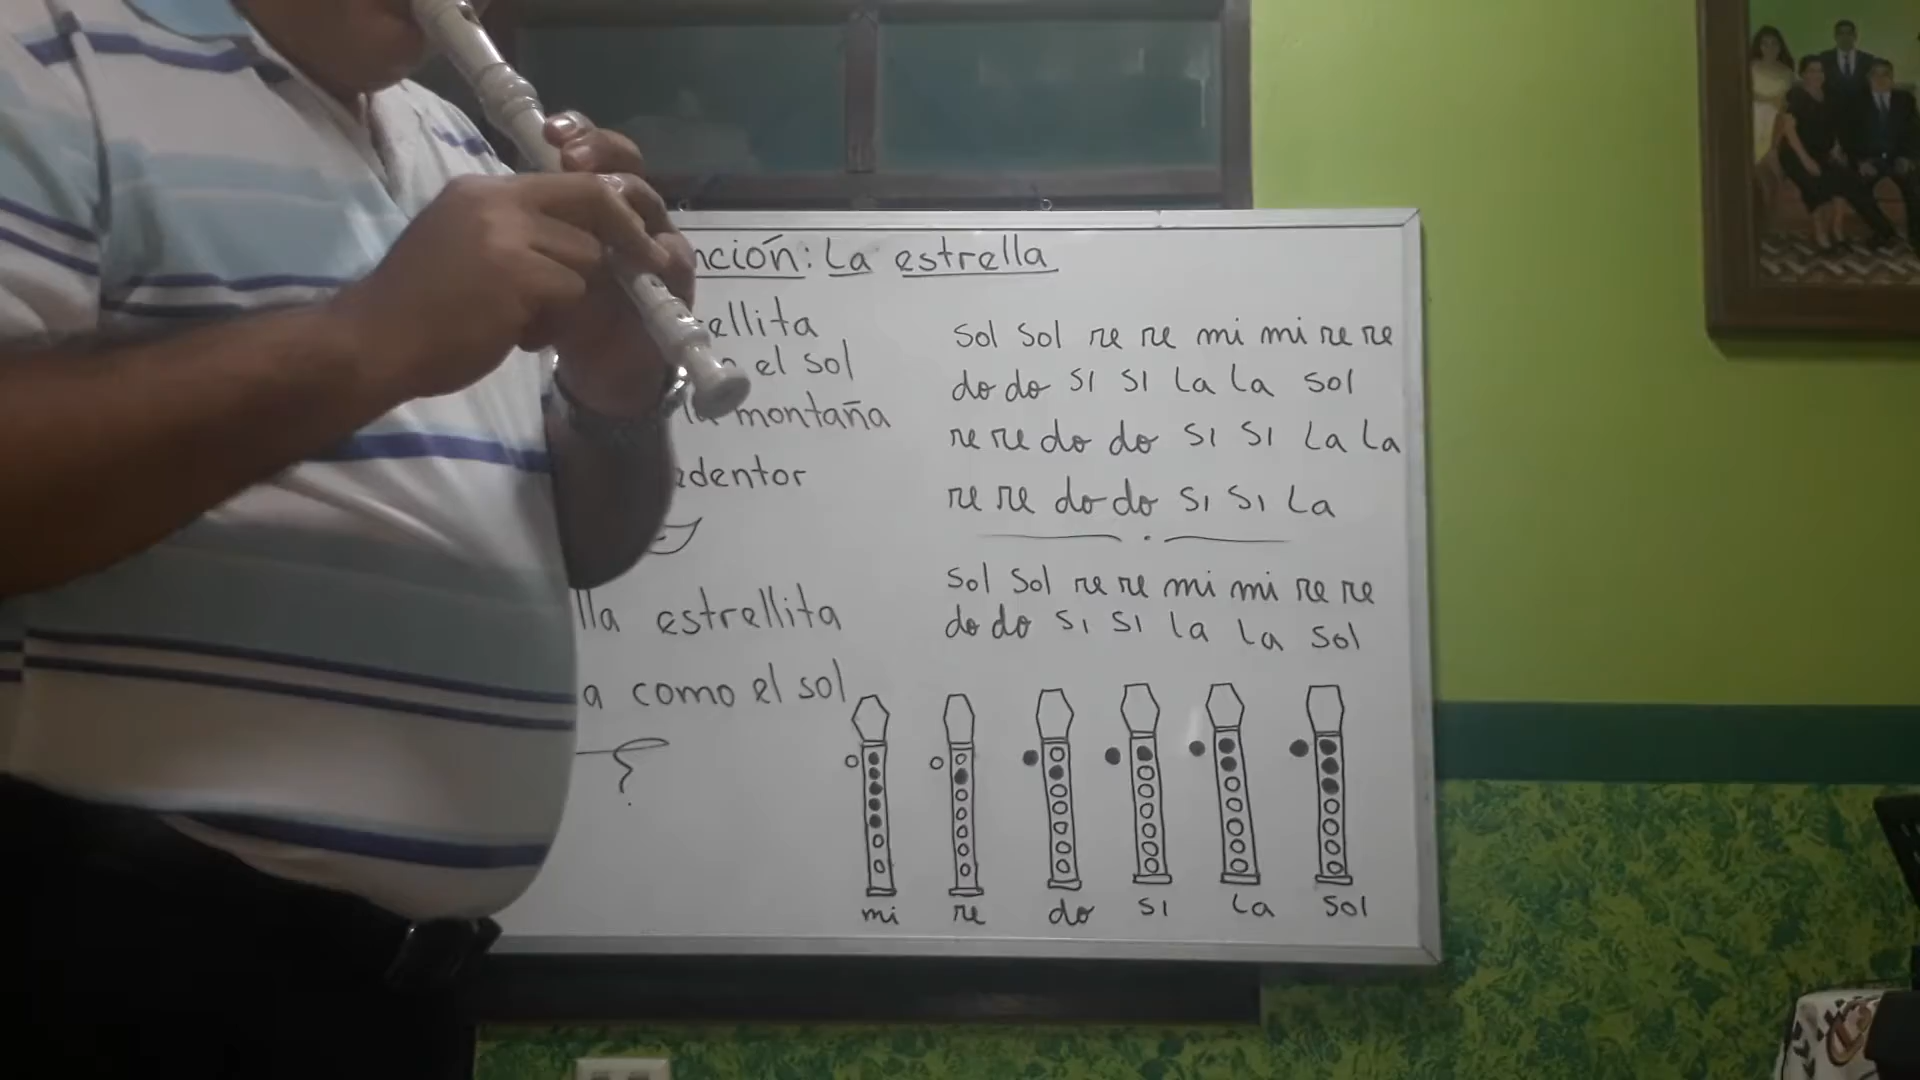 nción: La estrella
ellita
el sol
la montaña
dentor
lla estrellita
a como el sol
sol sol re re mi mi re re
do do si si la la sol
re re do do si si la la
re re do do si si la
sol sol re re mi mi re re
do do si si la la sol
mi re do si la sol